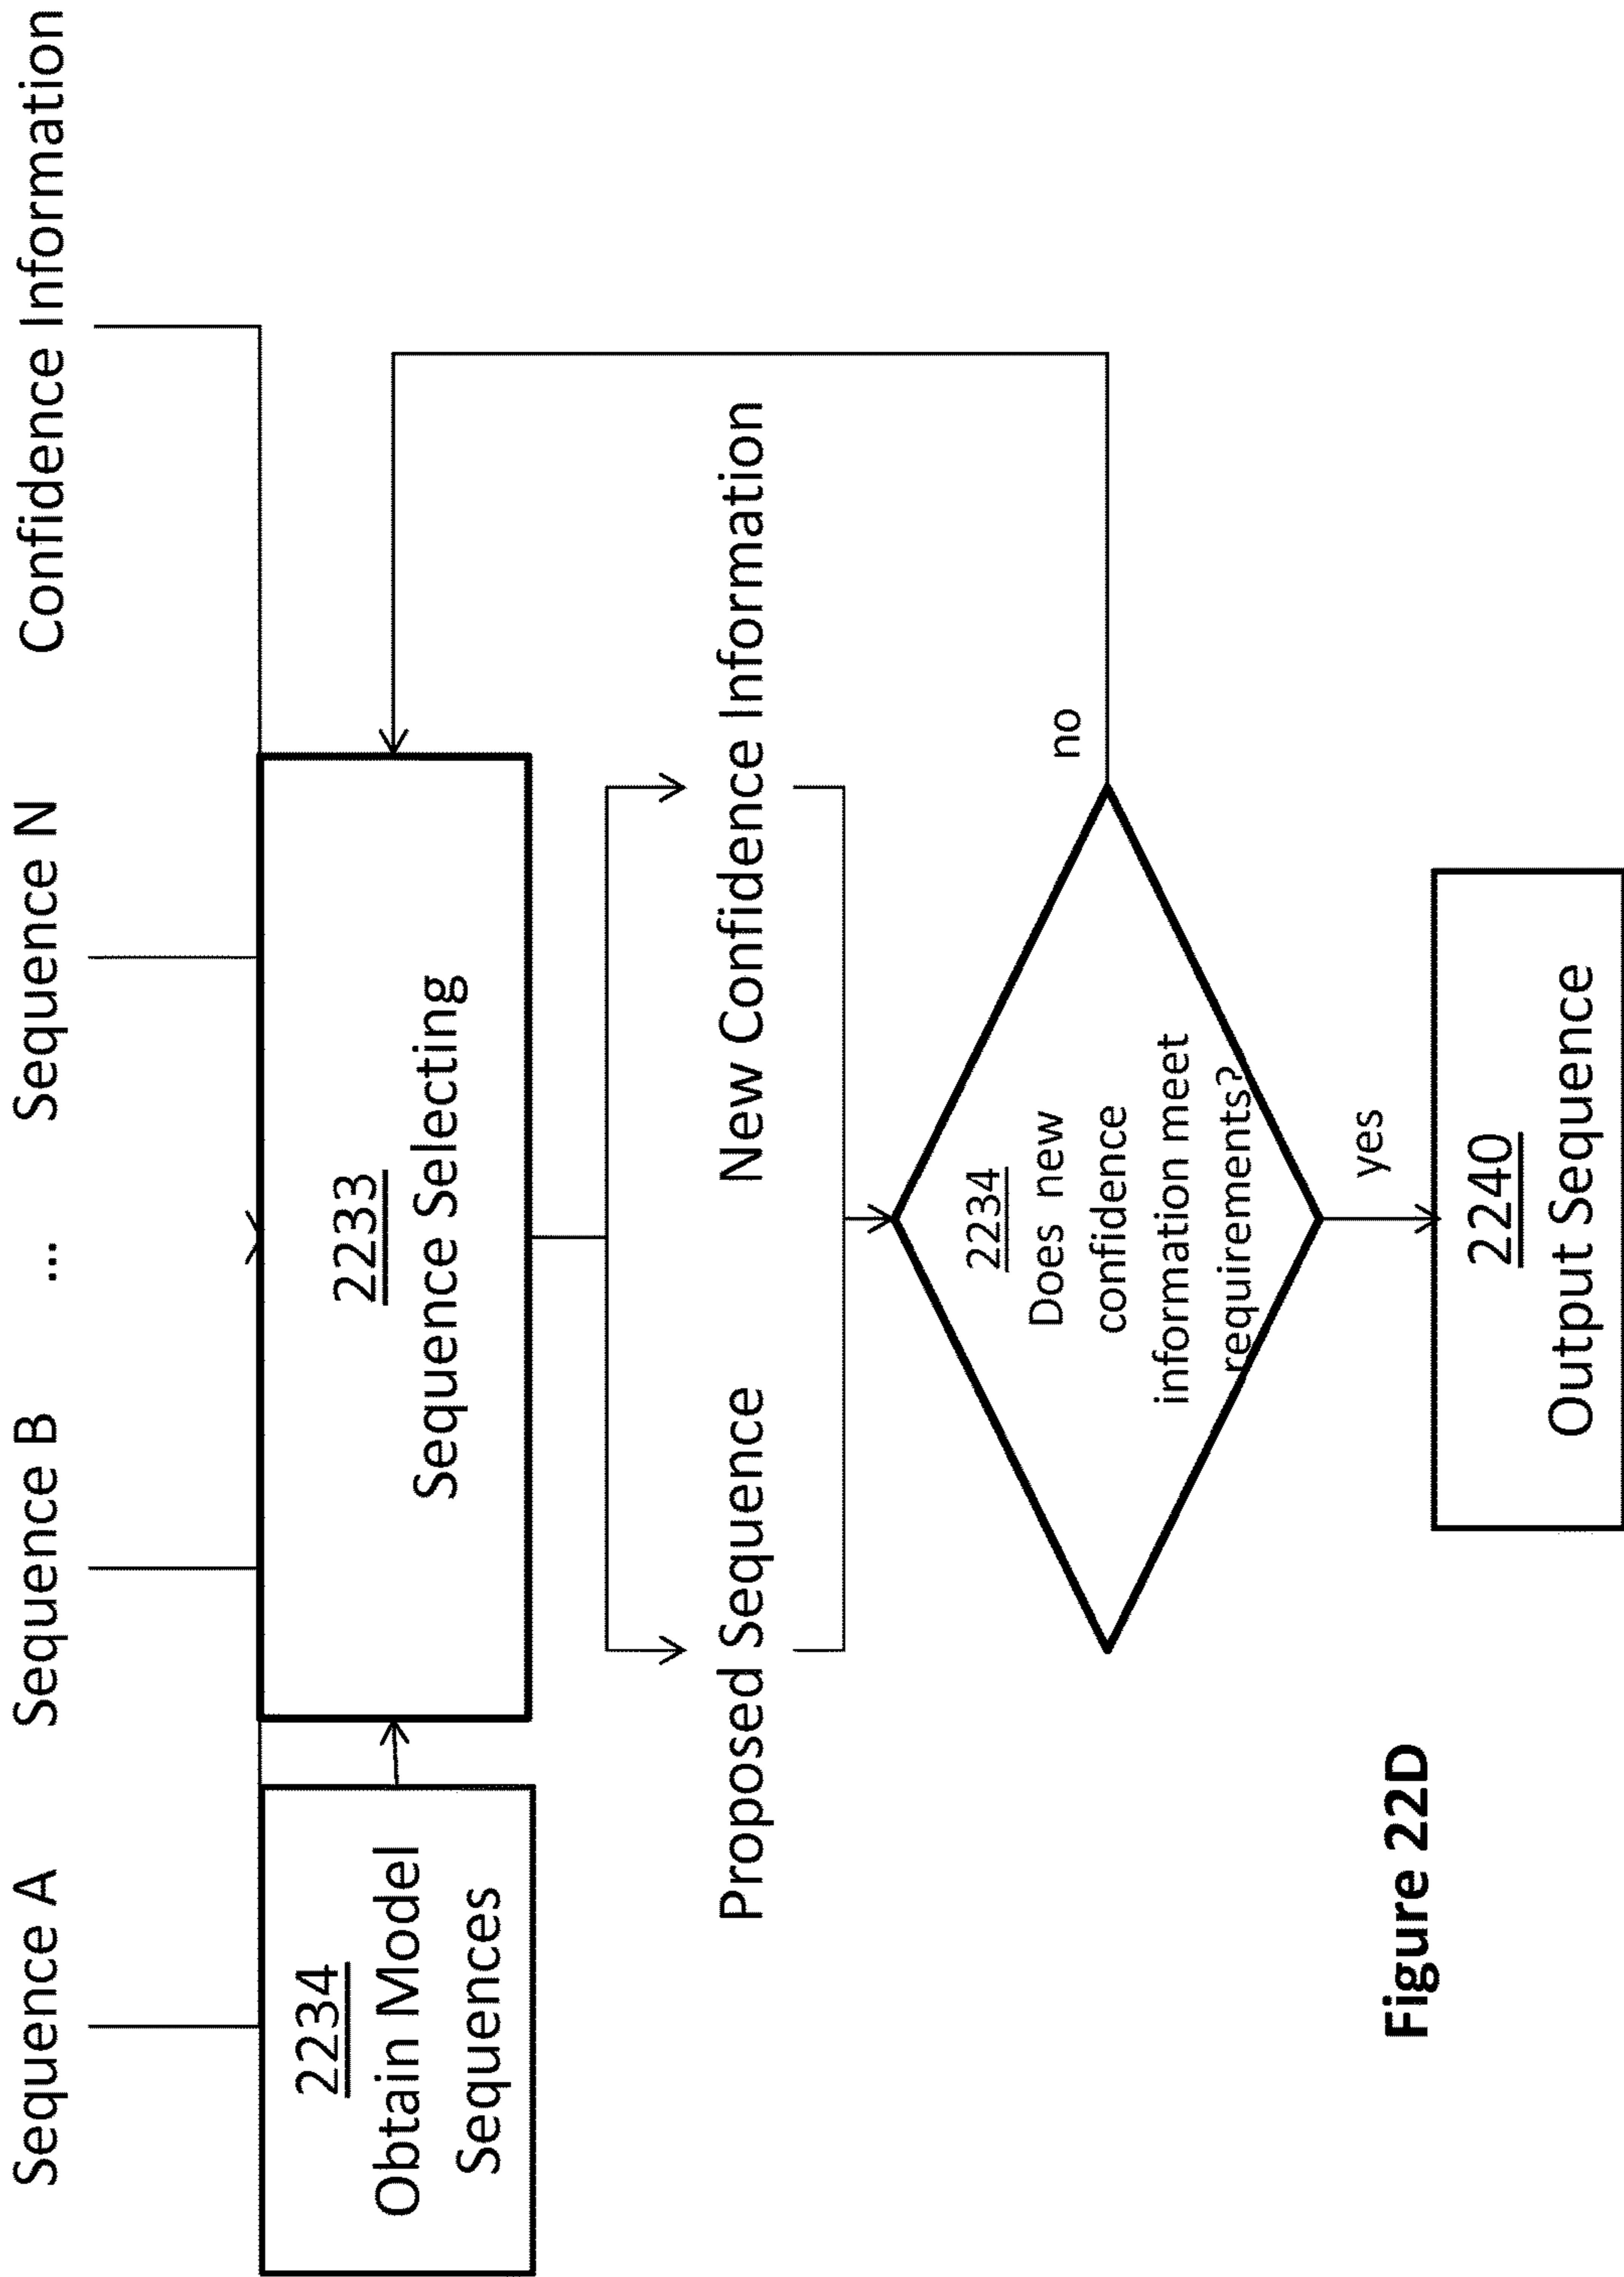 Sequence A Sequence B ... Sequence N Confidence Information
2234
Obtain Model
Sequences
2233
Sequence Selecting
Proposed Sequence New Confidence Information
2234
Does new
confidence
information meet
requirements?
no
yes
2240
Output Sequence
Figure 22D